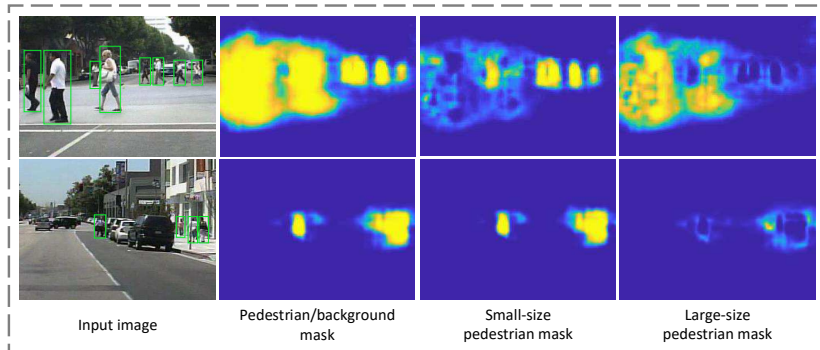 Input image
Pedestrian/background
mask
Small-size
pedestrian mask
Large-size
pedestrian mask